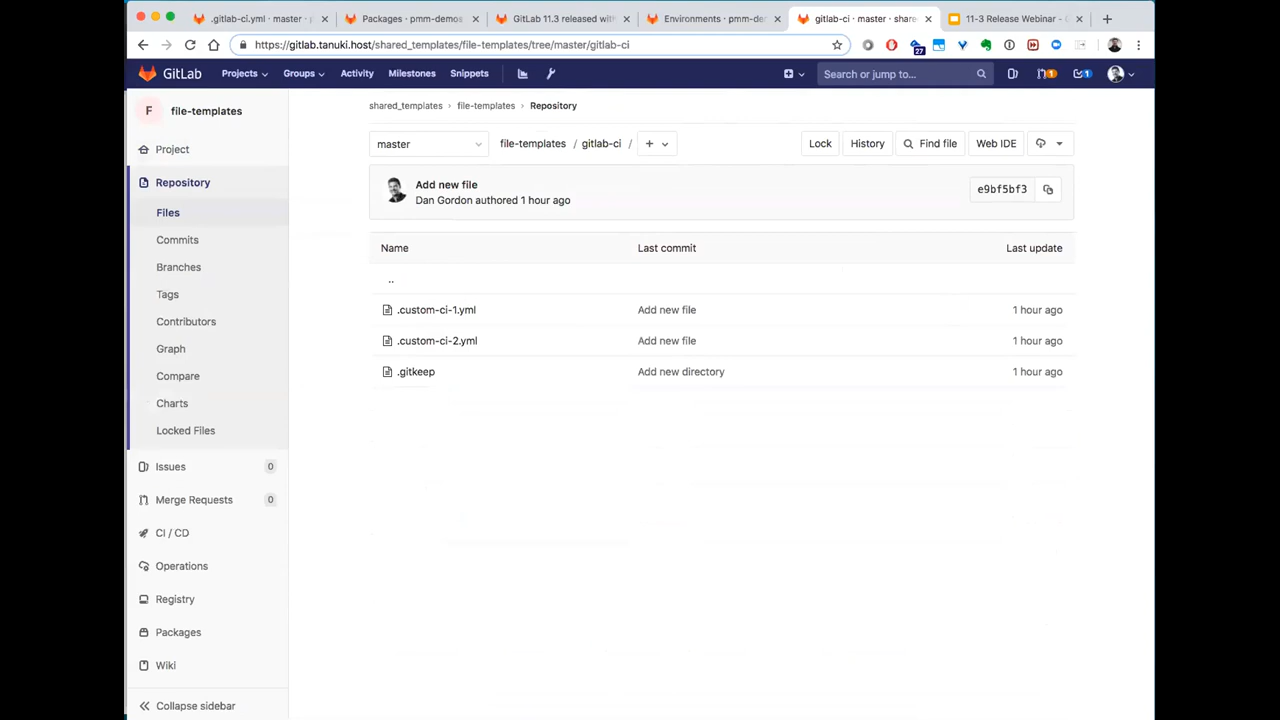 .gitlab-ci.yml · master · p
Packages · pmm-demos
GitLab 11.3 released with
Environments · pmm-dem
gitlab-ci · master · share
11-3 Release Webinar - G
https://gitlab.tanuki.host/shared_templates/file-templates/tree/master/gitlab-ci
27
GitLab
Projects
Groups
Activity
Milestones
Snippets
Search or jump to...
1
1
F
file-templates
shared_templates › file-templates › Repository
Project
Repository
Files
Commits
Branches
Tags
Contributors
Graph
Compare
Charts
Locked Files
Issues 0
Merge Requests 0
CI / CD
Operations
Registry
Packages
Wiki
Collapse sidebar
master
file-templates / gitlab-ci /
+
Lock
History
Find file
Web IDE
Add new file
Dan Gordon authored 1 hour ago
e9bf5bf3
Name Last commit Last update
..
.custom-ci-1.yml Add new file 1 hour ago
.custom-ci-2.yml Add new file 1 hour ago
.gitkeep Add new directory 1 hour ago